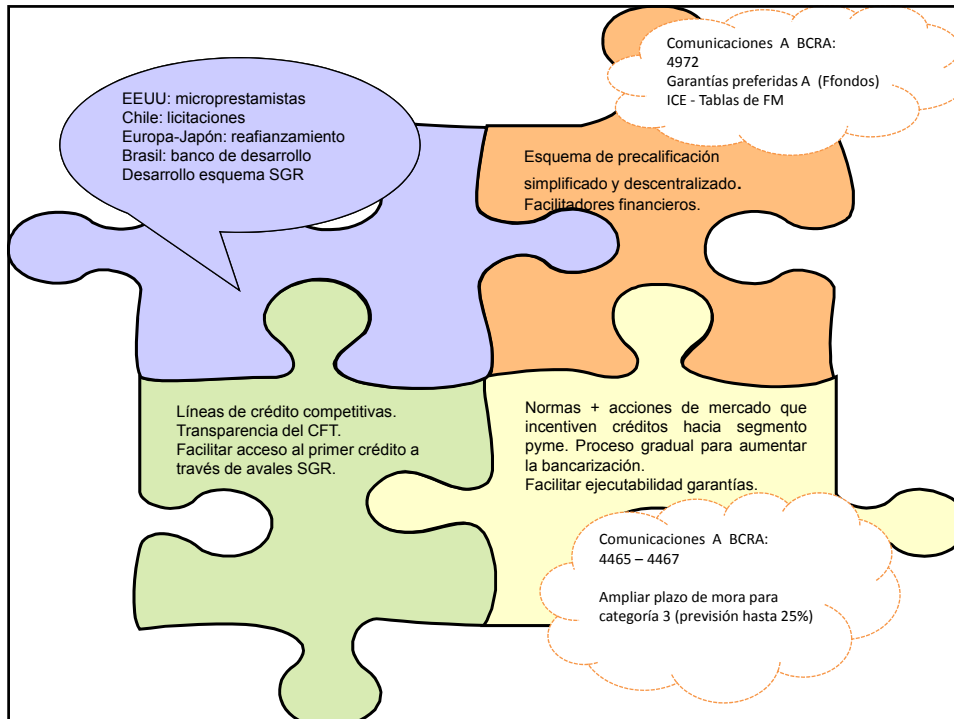 EEUU: microprestamistas
Chile: licitaciones
Europa-Japón: reafianzamiento
Brasil: banco de desarrollo
Desarrollo esquema SGR
Comunicaciones A BCRA:
4972
Garantías preferidas A (Ffondos)
ICE - Tablas de FM
Esquema de precalificación
simplificado y descentralizado.
Facilitadores financieros.
Líneas de crédito competitivas.
Transparencia del CFT.
Facilitar acceso al primer crédito a
través de avales SGR.
Normas + acciones de mercado que
incentiven créditos hacia segmento
pyme. Proceso gradual para aumentar
la bancarización.
Facilitar ejecutabilidad garantías.
Comunicaciones A BCRA:
4465 – 4467
Ampliar plazo de mora para
categoría 3 (previsión hasta 25%)